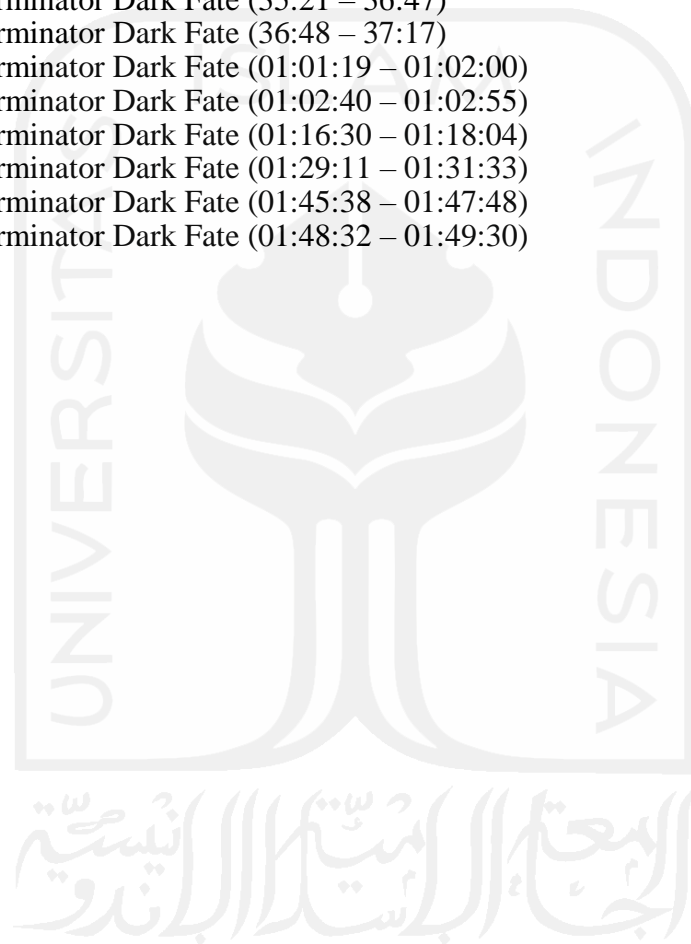 rminator Dark Fate (35:21 – 36:47)
rminator Dark Fate (36:48 – 37:17)
rminator Dark Fate (01:01:19 – 01:02:00)
rminator Dark Fate (01:02:40 – 01:02:55)
rminator Dark Fate (01:16:30 – 01:18:04)
rminator Dark Fate (01:29:11 – 01:31:33)
rminator Dark Fate (01:45:38 – 01:47:48)
rminator Dark Fate (01:48:32 – 01:49:30)
ISLAM
UNIVERSITAS
INDONESIA